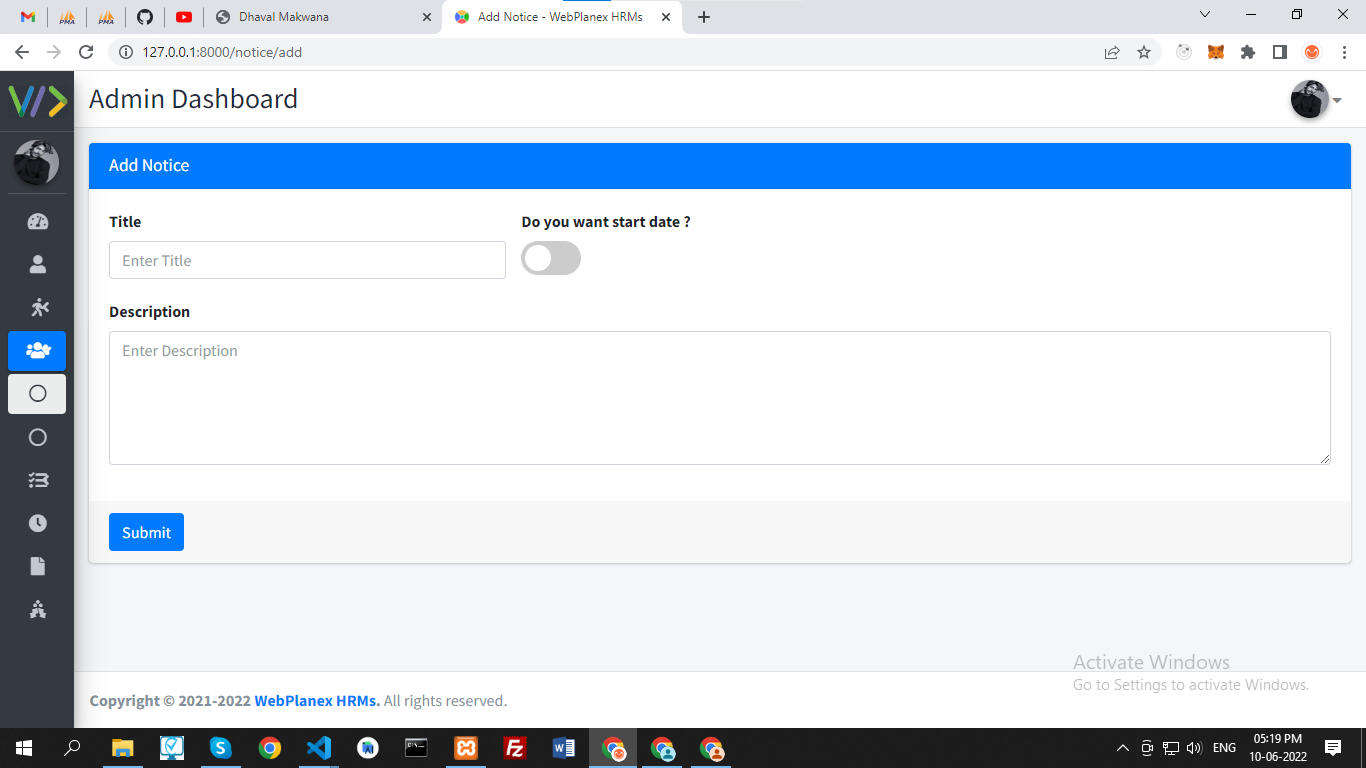 Dhaval Makwana
Add Notice - WebPlanex HRMs
127.0.0.1:8000/notice/add
Admin Dashboard
Add Notice
Title
Do you want start date ?
Enter Title
Description
Enter Description
Submit
Activate Windows
Go to Settings to activate Windows.
Copyright © 2021-2022 WebPlanex HRMs. All rights reserved.
ENG
05:19 PM
10-06-2022